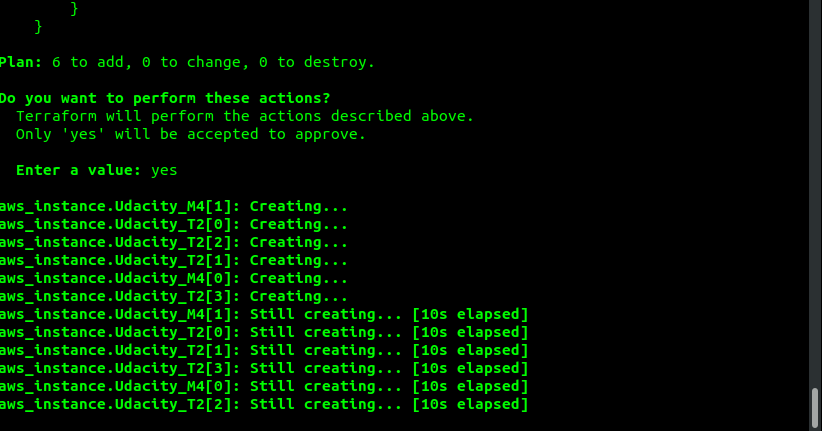 }
}
Plan: 6 to add, 0 to change, 0 to destroy.
Do you want to perform these actions?
Terraform will perform the actions described above.
Only 'yes' will be accepted to approve.
Enter a value: yes
aws_instance.Udacity_M4[1]: Creating...
aws_instance.Udacity_T2[0]: Creating...
aws_instance.Udacity_T2[2]: Creating...
aws_instance.Udacity_T2[1]: Creating...
aws_instance.Udacity_M4[0]: Creating...
aws_instance.Udacity_T2[3]: Creating...
aws_instance.Udacity_M4[1]: Still creating... [10s elapsed]
aws_instance.Udacity_T2[0]: Still creating... [10s elapsed]
aws_instance.Udacity_T2[1]: Still creating... [10s elapsed]
aws_instance.Udacity_T2[3]: Still creating... [10s elapsed]
aws_instance.Udacity_M4[0]: Still creating... [10s elapsed]
aws_instance.Udacity_T2[2]: Still creating... [10s elapsed]